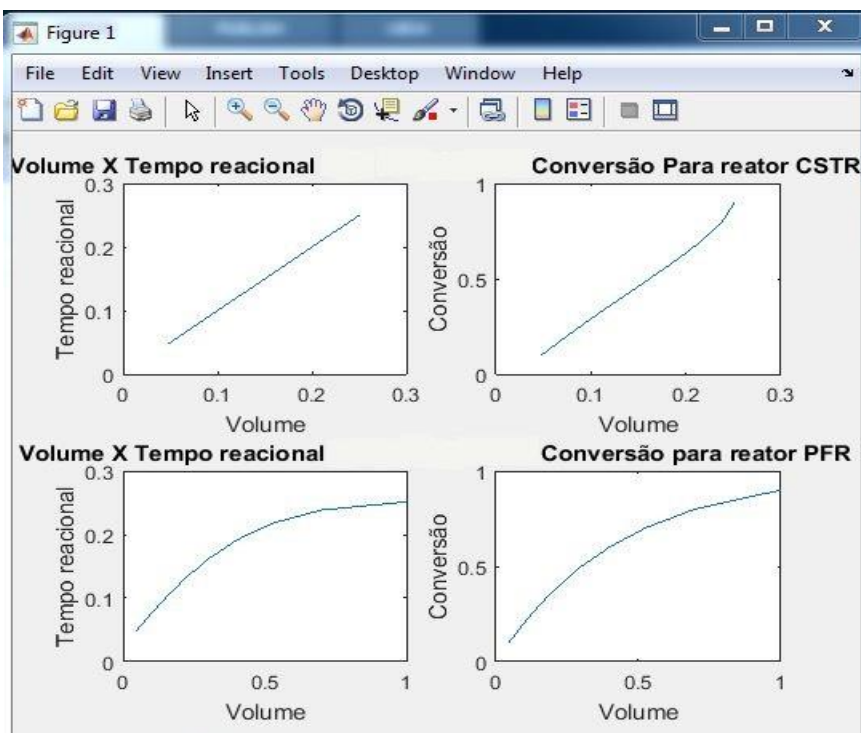 Figure 1
File Edit View Insert Tools Desktop Window Help
Volume X Tempo reacional
Tempo reacional
0.3
0.2
0.1
0
0 0.1 0.2 0.3
Volume
Conversão Para reator CSTR
Conversão
1
0.5
0
0 0.1 0.2 0.3
Volume
Volume X Tempo reacional
Tempo reacional
0.3
0.2
0.1
0
0 0.5 1
Volume
Conversão para reator PFR
Conversão
1
0.5
0
0 0.5 1
Volume